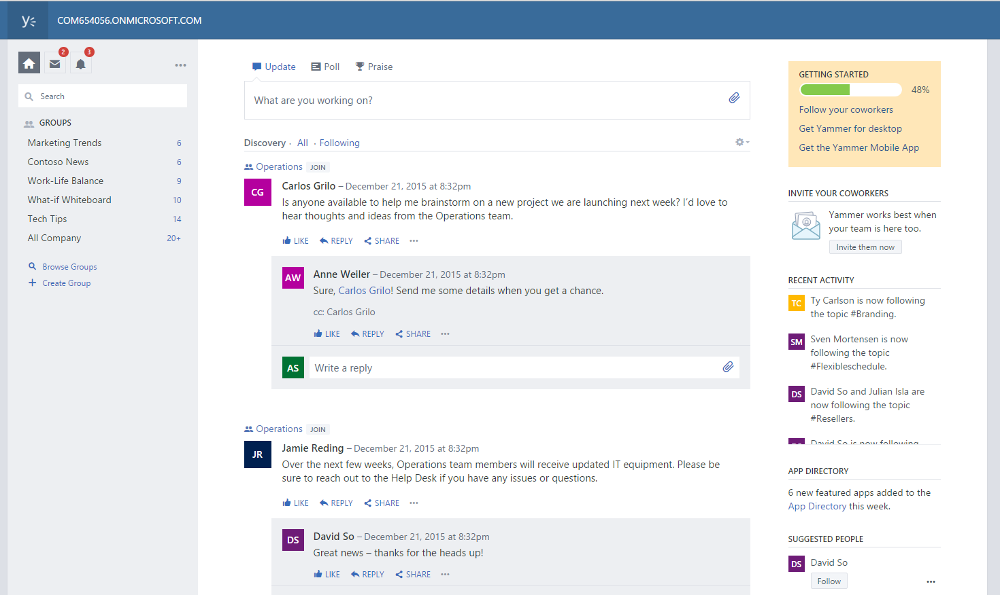 COM654056.ONMICROSOFT.COM
2
3
Search
GROUPS
Marketing Trends 6
Contoso News 6
Work-Life Balance 9
What-if Whiteboard 10
Tech Tips 14
All Company 20+
Browse Groups
Create Group
Update Poll Praise
What are you working on?
Discovery · All · Following
Operations JOIN
CG
Carlos Grilo – December 21, 2015 at 8:32pm
Is anyone available to help me brainstorm on a new project we are launching next week? I'd love to
hear thoughts and ideas from the Operations team.
LIKE REPLY SHARE
AW
Anne Weiler – December 21, 2015 at 8:32pm
Sure, Carlos Grilo! Send me some details when you get a chance.
cc: Carlos Grilo
LIKE REPLY SHARE
AS
Write a reply
Operations JOIN
JR
Jamie Reding – December 21, 2015 at 8:32pm
Over the next few weeks, Operations team members will receive updated IT equipment. Please be
sure to reach out to the Help Desk if you have any issues or questions.
LIKE REPLY SHARE
DS
David So – December 21, 2015 at 8:32pm
Great news – thanks for the heads up!
LIKE REPLY SHARE
GETTING STARTED
48%
Follow your coworkers
Get Yammer for desktop
Get the Yammer Mobile App
INVITE YOUR COWORKERS
Yammer works best when
your team is here too.
Invite them now
RECENT ACTIVITY
TC
Ty Carlson is now following
the topic #Branding.
SM
Sven Mortensen is now
following the topic
#Flexibleschedule.
DS
David So and Julian Isla are
now following the topic
#Resellers.
David So is now following
APP DIRECTORY
6 new featured apps added to the
App Directory this week.
SUGGESTED PEOPLE
DS
David So
Follow